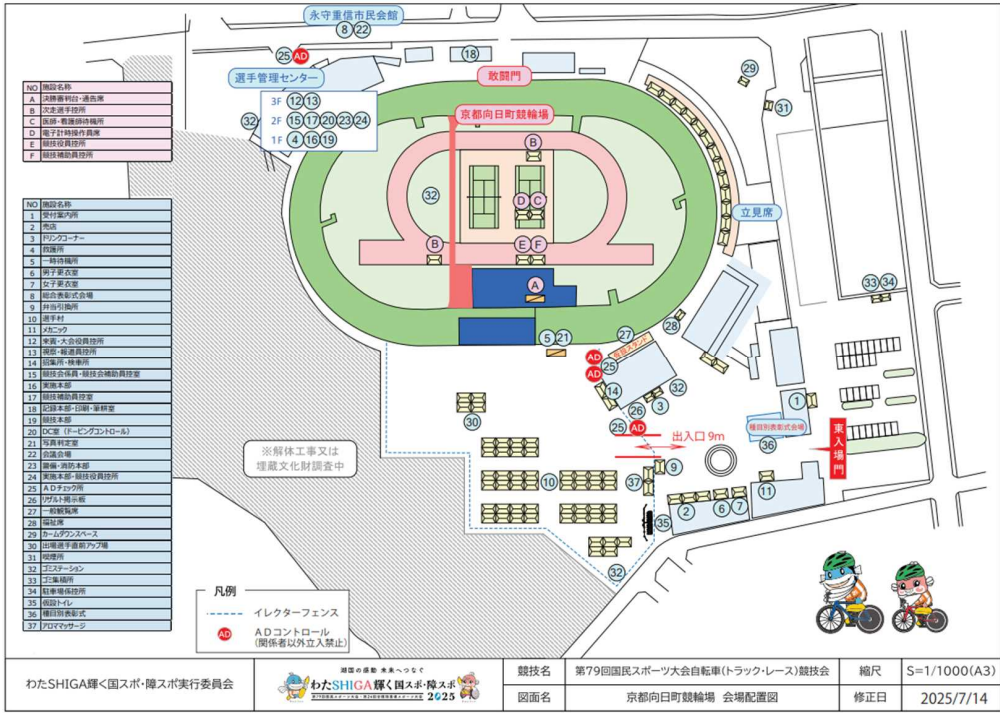 永守重信市民会館
8 22
25 AD
18
選手管理センター
3F 12 13
2F 15 17 20 23 24
1F 4 16 19
32
敢闘門
京都向日町競輪場
29
31
立見席
B
32
D C
B
E F
A
33 34
NO 施設名称
A 決勝審判台・通告席
B 次走選手控所
C 医師・看護師待機所
D 電子計時操作員席
E 競技役員控所
F 競技補助員控所
NO 施設名称
1 受付案内所
2 売店
3 ドリンクコーナー
4 救護所
5 一時待機所
6 男子更衣室
7 女子更衣室
8 総合表彰式会場
9 弁当引換所
10 選手村
11 メカニック
12 来賓・大会役員控所
13 視察・報道員控所
14 招集所・検車所
15 競技会係員・競技会補助員控室
16 実施本部
17 競技補助員控室
18 記録本部・印刷・筆耕室
19 競技本部
20 DC室（ドーピングコントロール）
21 写真判定室
22 会議会場
23 警備・消防本部
24 実施本部・競技役員控所
25 ADチェック所
26 リザルト掲示板
27 一般観覧席
28 福祉席
29 カームダウンスペース
30 出場選手直前アップ場
31 喫煙所
32 ゴミステーション
33 ゴミ集積所
34 駐車場係控所
35 仮設トイレ
36 種目別表彰式
37 アロママッサージ
5 21
27
28
AD
25
AD
14
32
3
26
25 AD
出入口 9m
30
1
種目別表彰式会場
36
東入場門
※解体工事又は
埋蔵文化財調査中
10
37
9
11
2
6
7
35
32
凡例
イレクターフェンス
AD ADコントロール
(関係者以外立入禁止)
わたSHIGA輝く国スポ・障スポ実行委員会
湖国の感動 未来へつなぐ
わたSHIGA輝く国スポ・障スポ
2025
競技名 第79回国民スポーツ大会自転車(トラック・レース)競技会 縮尺 S=1/1000(A3)
図面名 京都向日町競輪場 会場配置図 修正日 2025/7/14